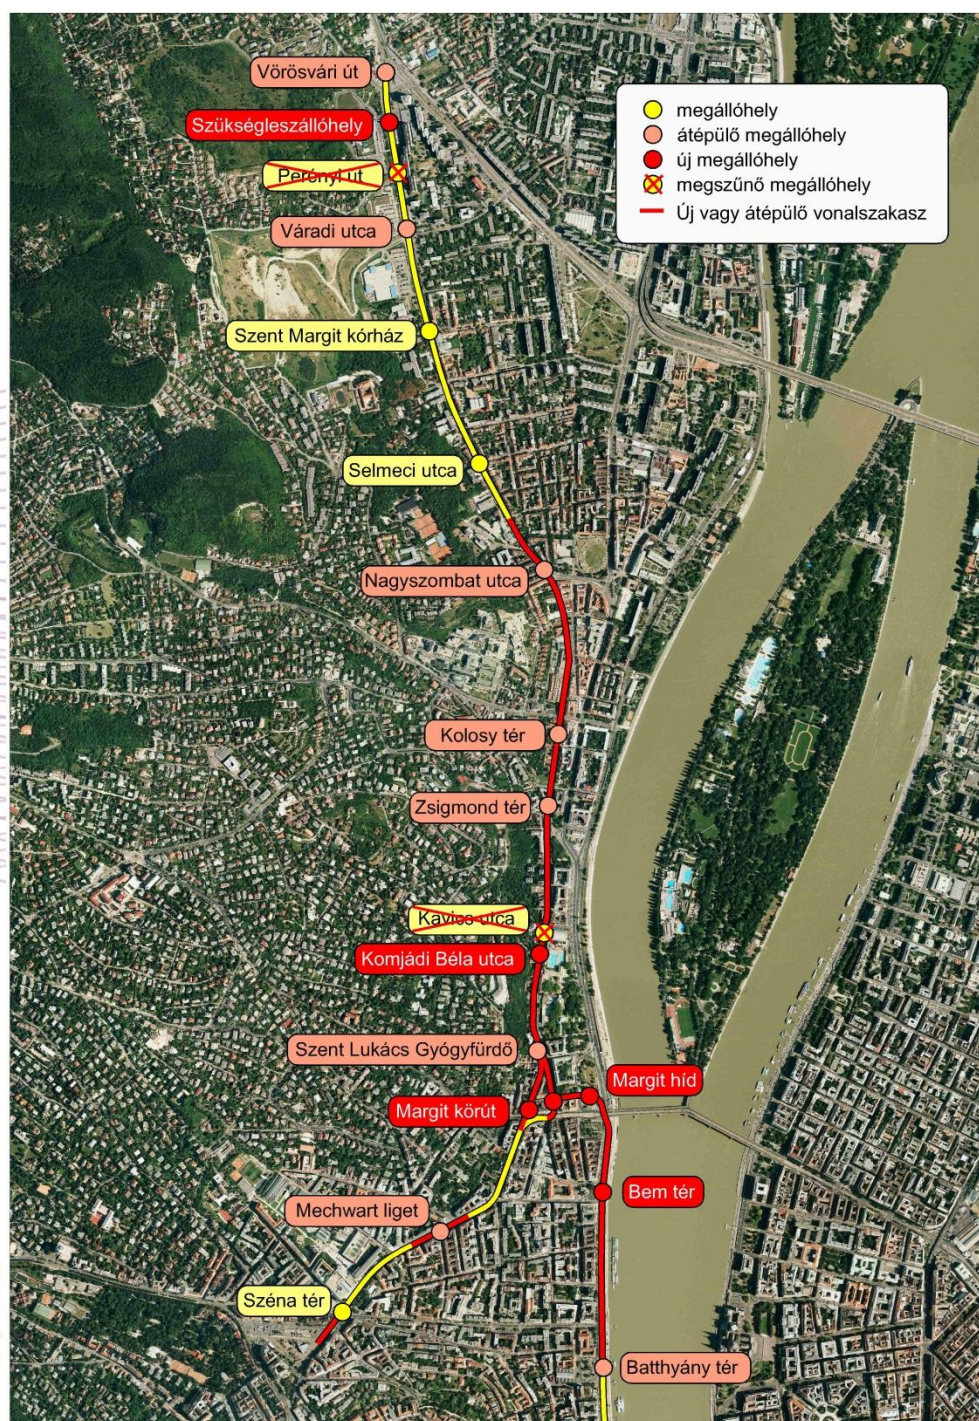 Vörösvári út
Szükségleszállóhely
Perényi út
Váradi utca
Szent Margit kórház
Selmeci utca
Nagyszombat utca
Kolosy tér
Zsigmond tér
Kavics utca
Komjádi Béla utca
Szent Lukács Gyógyfürdő
Margit híd
Margit körút
Bem tér
Mechwart liget
Széna tér
Batthyány tér
megállóhely
átépülő megállóhely
új megállóhely
megszűnő megállóhely
Új vagy átépülő vonalszakasz